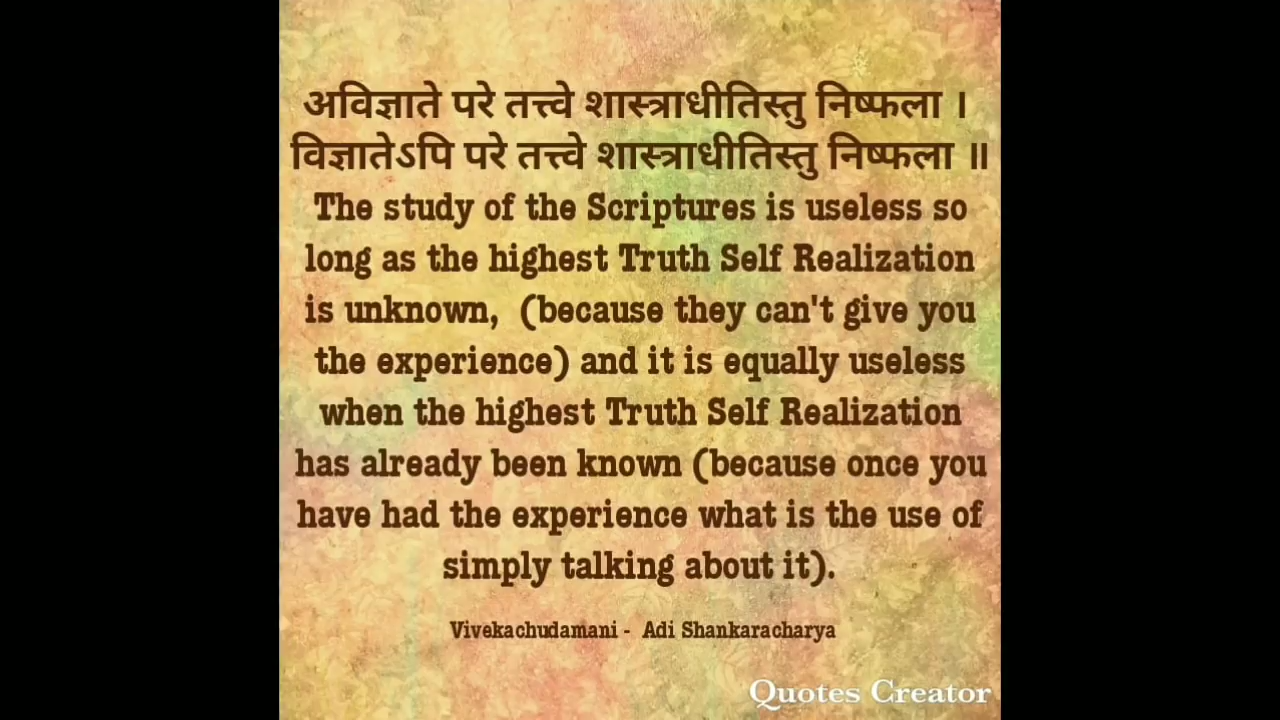 अविज्ञाते परे तत्त्वे शास्त्राधीतिस्तु निष्फला ।
विज्ञातेऽपि परे तत्त्वे शास्त्राधीतिस्तु निष्फला ॥
The study of the Scriptures is useless so
long as the highest Truth Self Realization
is unknown, (because they can't give you
the experience) and it is equally useless
when the highest Truth Self Realization
has already been known (because once you
have had the experience what is the use of
simply talking about it).
Vivekachudamani - Adi Shankaracharya
Quotes Creator